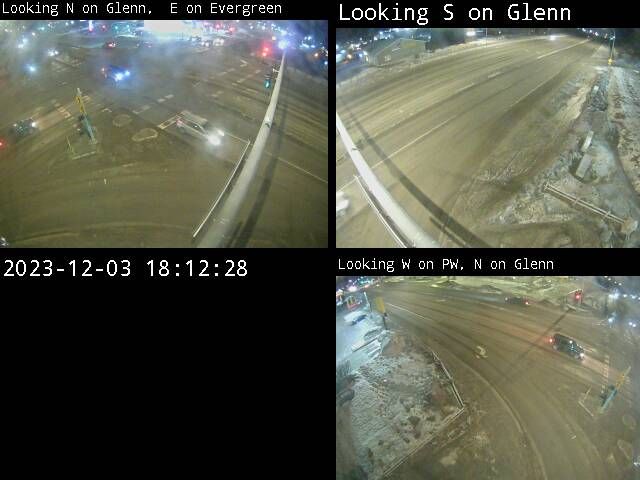 Looking N on Glenn,  E on Evergreen
Looking S on Glenn
2023-12-03 18:12:28
Looking W on PW, N on Glenn